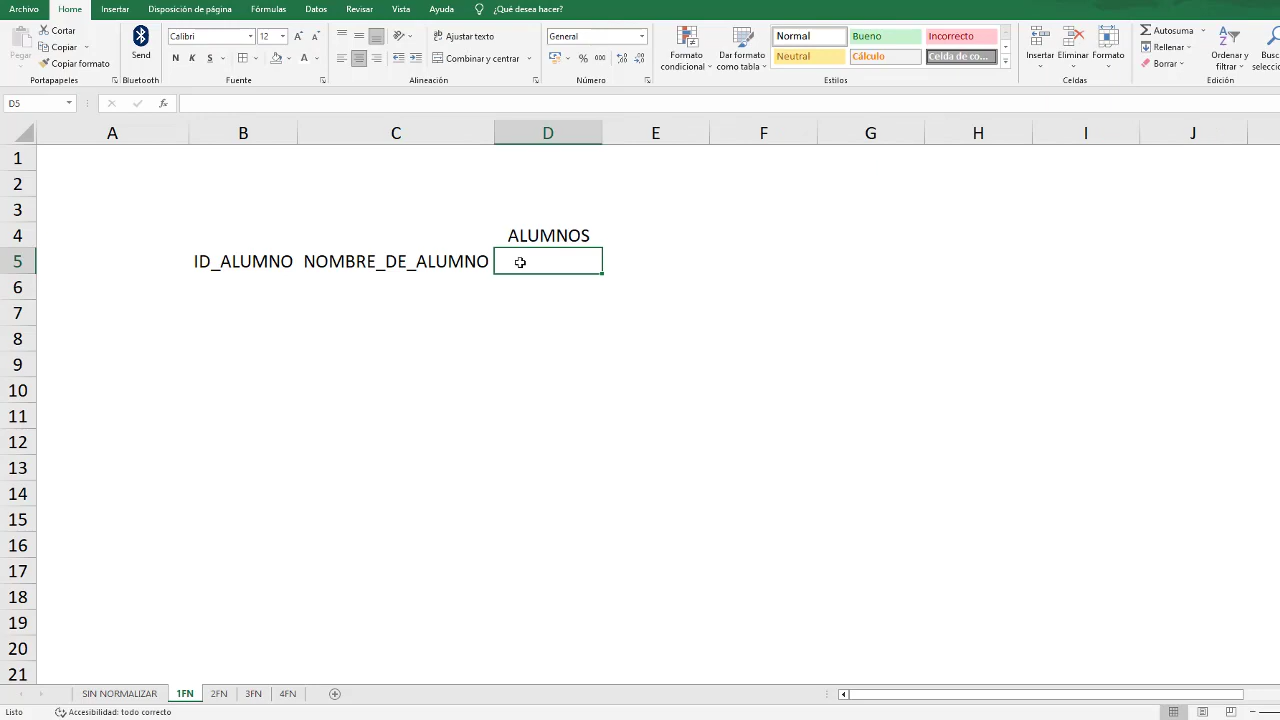 Archivo Home Insertar Disposición de página Fórmulas Datos Revisar Vista Ayuda ¿Qué desea hacer?
Pegar
Cortar
Copiar
Copiar formato
Portapapeles
Bluetooth
Send
Bluetooth
Calibri 12
N K S
Fuente
Ajustar texto
Combinar y centrar
Alineación
General
% 000
Número
Formato condicional
Dar formato como tabla
Normal Bueno Incorrecto
Neutral Cálculo Celda de co...
Estilos
Insertar Eliminar Formato
Celdas
Autosuma
Rellenar
Borrar
Ordenar y filtrar
Edición
D5 fx
A B C D E F G H I J
1
2
3
4 ALUMNOS
5 ID_ALUMNO NOMBRE_DE_ALUMNO
6
7
8
9
10
11
12
13
14
15
16
17
18
19
20
21
SIN NORMALIZAR 1FN 2FN 3FN 4FN
Listo Accesibilidad: todo correcto